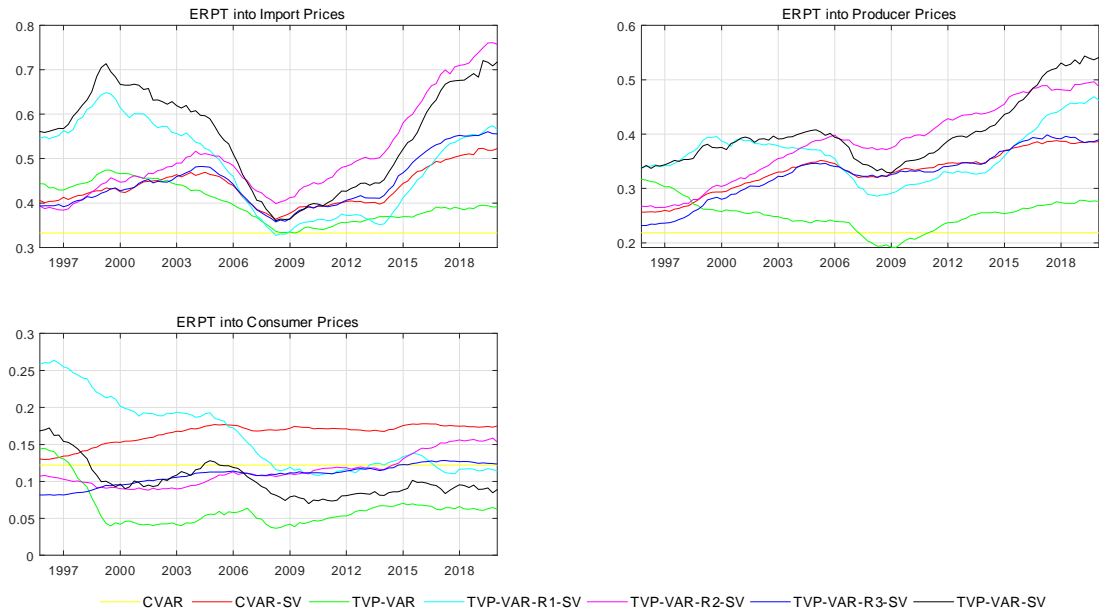 ERPT into Import Prices
0.8
0.7
0.6
0.5
0.4
0.3
1997 2000 2003 2006 2009 2012 2015 2018
ERPT into Producer Prices
0.6
0.5
0.4
0.3
0.2
1997 2000 2003 2006 2009 2012 2015 2018
ERPT into Consumer Prices
0.3
0.25
0.2
0.15
0.1
0.05
0
1997 2000 2003 2006 2009 2012 2015 2018
CVAR CVAR-SV TVP-VAR TVP-VAR-R1-SV TVP-VAR-R2-SV TVP-VAR-R3-SV TVP-VAR-SV